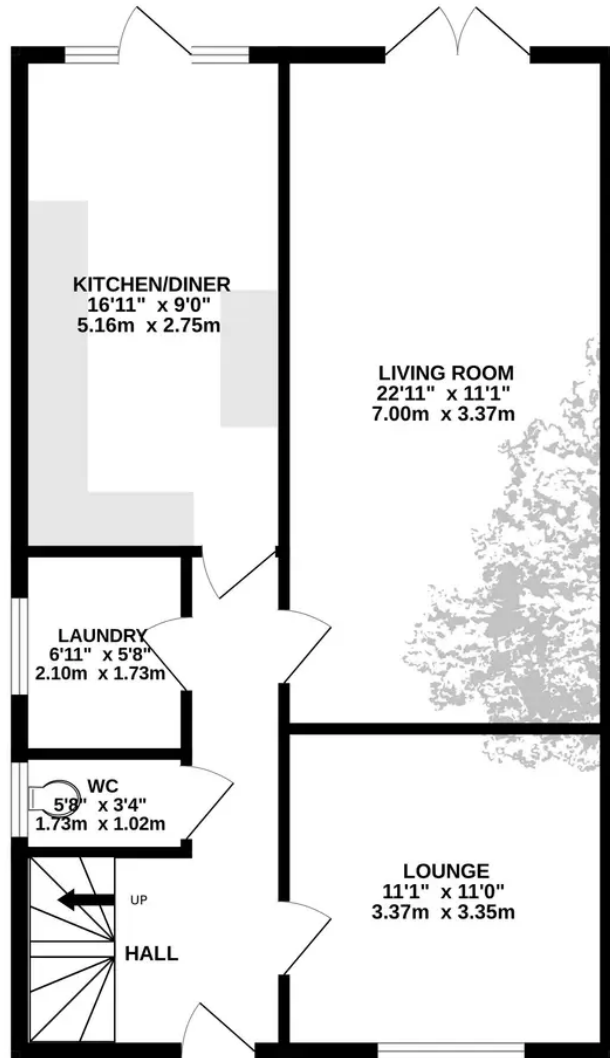 KITCHEN/DINER
16'11" x 9'0"
5.16m x 2.75m
LIVING ROOM
22'11" x 11'1"
7.00m x 3.37m
LAUNDRY
6'11" x 5'8"
2.10m x 1.73m
WC
5'8" x 3'4"
1.73m x 1.02m
LOUNGE
11'1" x 11'0"
3.37m x 3.35m
UP
HALL